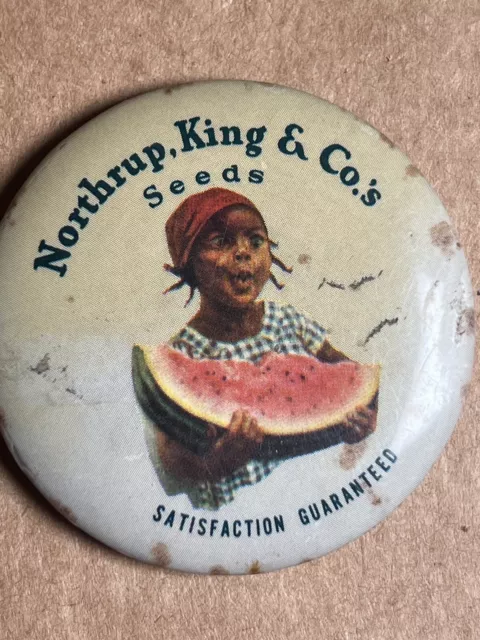 Northrup, King & Co.'s
Seeds
SATISFACTION GUARANTEED